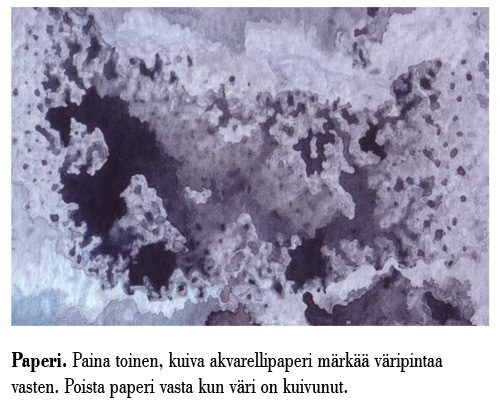 Paperi. Paina toinen, kuiva akvarellipaperi märkää väripintaa
vasten. Poista paperi vasta kun väri on kuivunut.